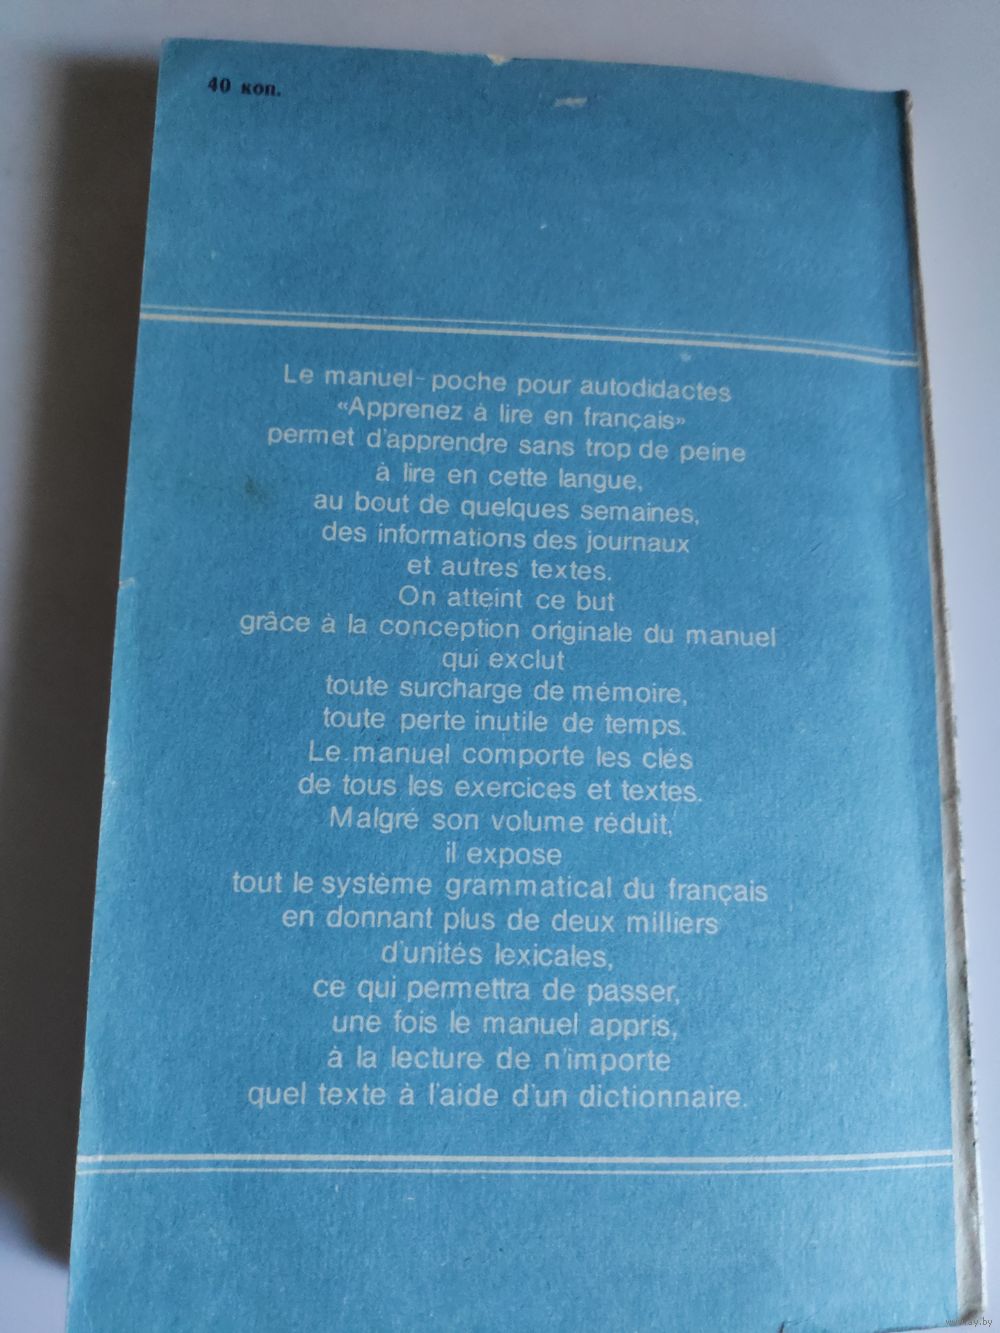 40 коп.
Le manuel-poche pour autodidactes
«Apprenez à lire en français»
permet d'apprendre sans trop de peine
à lire en cette langue,
au bout de quelques semaines,
des informations des journaux
et autres textes.
On atteint ce but
grâce à la conception originale du manuel
qui exclut
toute surcharge de mémoire,
toute perte inutile de temps.
Le manuel comporte les clés
de tous les exercices et textes.
Malgré son volume réduit,
il expose
tout le système grammatical du français
en donnant plus de deux milliers
d'unités lexicales,
ce qui permettra de passer,
une fois le manuel appris,
à la lecture de n'importe
quel texte à l'aide d'un dictionnaire.